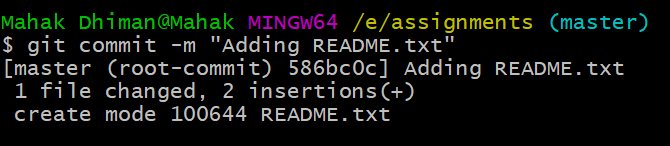 Mahak Dhiman@Mahak MINGW64 /e/assignments (master)
$ git commit -m "Adding README.txt"
[master (root-commit) 586bc0c] Adding README.txt
 1 file changed, 2 insertions(+)
 create mode 100644 README.txt